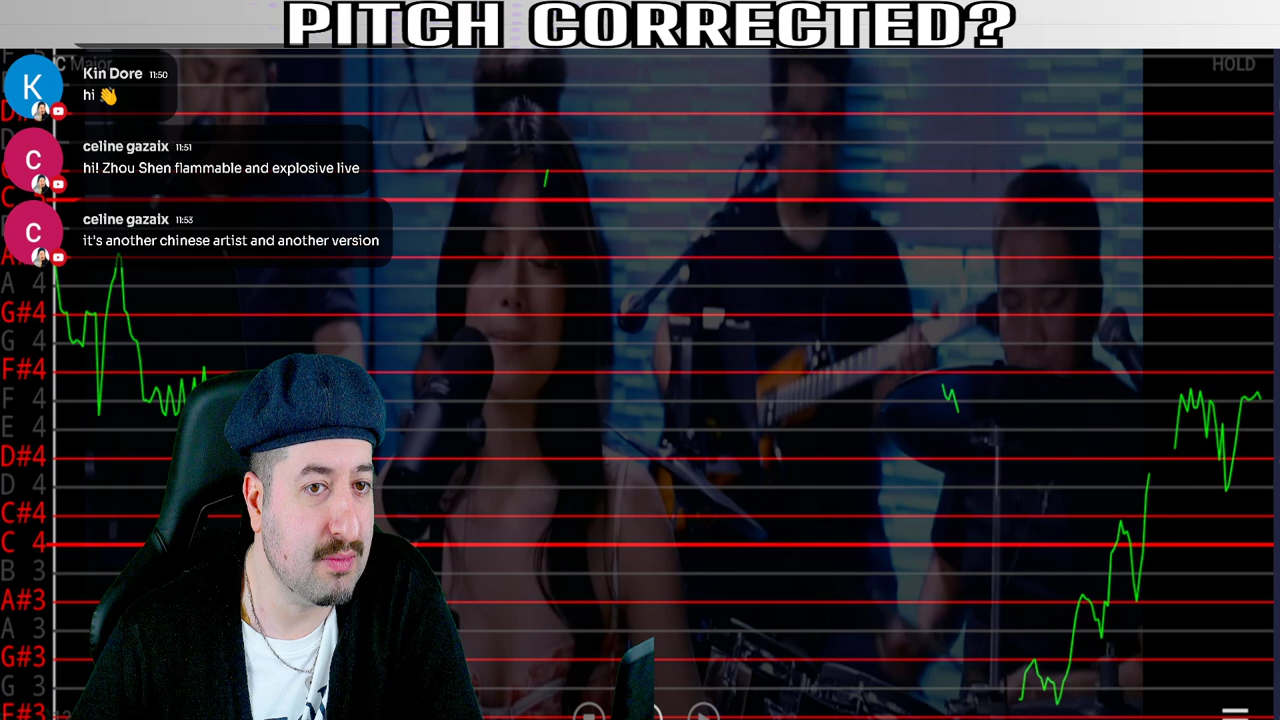 PITCH CORRECTED?
C Major
HOLD
K
Kin Dore 11:50
hi 👋
C
celine gazaix 11:51
hi! Zhou Shen flammable and explosive live
C
celine gazaix 11:53
it's another chinese artist and another version
A 4
G#4
G 4
F#4
F 4
E 4
D#4
D 4
C#4
C 4
B 3
A#3
A 3
G#3
G 3
F#3